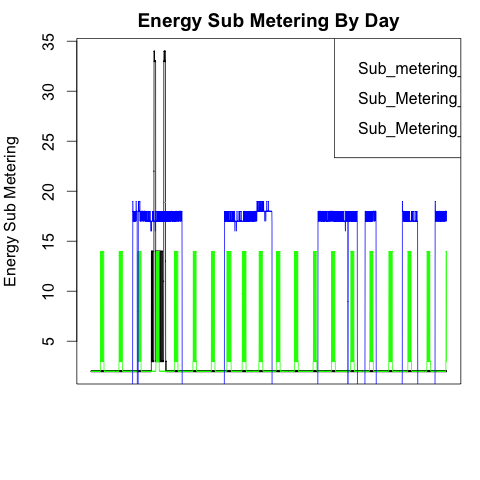 Energy Sub Metering By Day
Energy Sub Metering
35
30
25
20
15
10
5
Sub_metering_
Sub_Metering_
Sub_Metering_